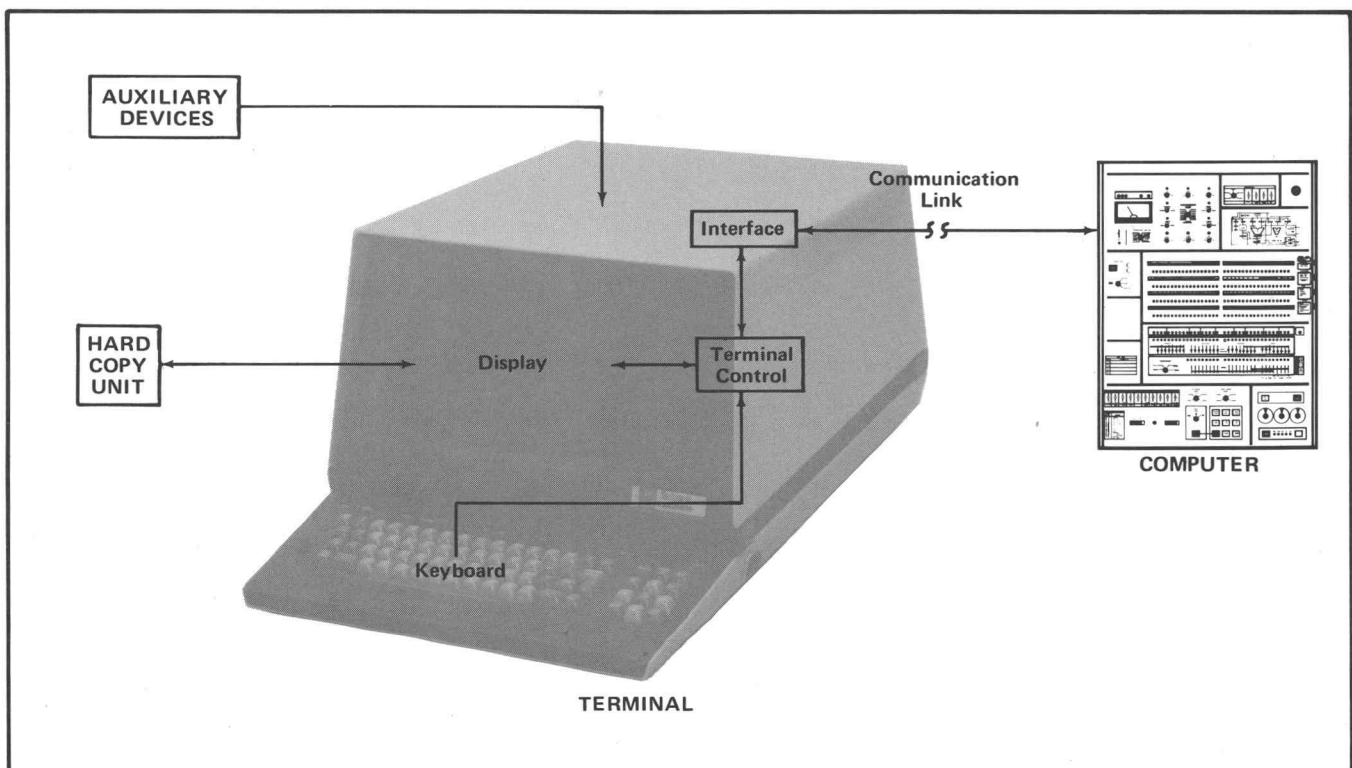 AUXILIARY
DEVICES
Communication
Link
Interface
HARD
COPY
UNIT
Display
Terminal
Control
COMPUTER
Keyboard
TERMINAL